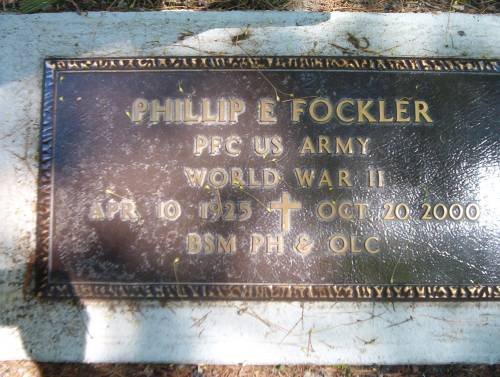 PHILLIP E FOCKLER
PFC US ARMY
WORLD WAR II
APR 10 1925 OCT 20 2000
BSM PH & OLC